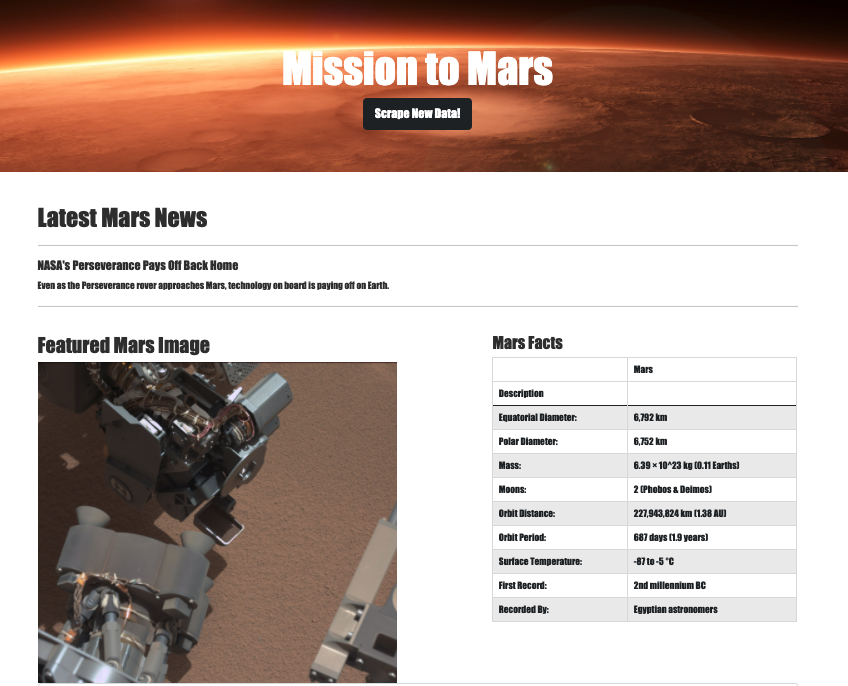 Mission to Mars
Scrape New Data!
Latest Mars News
NASA's Perseverance Pays Off Back Home
Even as the Perseverance rover approaches Mars, technology on board is paying off on Earth.
Featured Mars Image
Mars Facts
Mars
Description
Equatorial Diameter: 6,792 km
Polar Diameter: 6,752 km
Mass: 6.39 × 10^23 kg (0.11 Earths)
Moons: 2 (Phobos & Deimos)
Orbit Distance: 227,943,824 km (1.38 AU)
Orbit Period: 687 days (1.9 years)
Surface Temperature: -87 to -5 °C
First Record: 2nd millennium BC
Recorded By: Egyptian astronomers